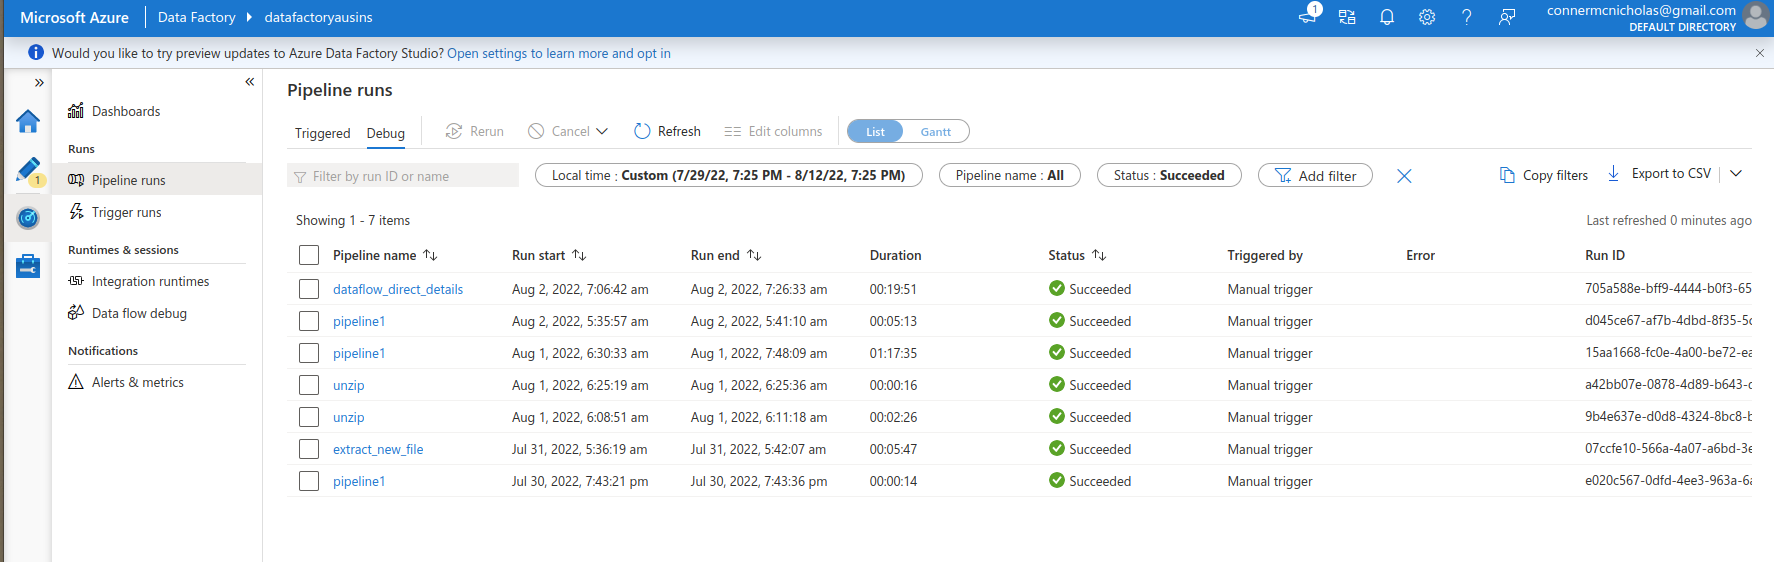 Microsoft Azure Data Factory datafactoryausins 1 connermcnicholas@gmail.com
DEFAULT DIRECTORY
Would you like to try preview updates to Azure Data Factory Studio? Open settings to learn more and opt in
Dashboards
Runs
1
Pipeline runs
Trigger runs
Runtimes & sessions
Integration runtimes
Data flow debug
Notifications
Alerts & metrics
Pipeline runs
Triggered Debug Rerun Cancel Refresh Edit columns List Gantt
Filter by run ID or name Local time : Custom (7/29/22, 7:25 PM - 8/12/22, 7:25 PM) Pipeline name : All Status : Succeeded Add filter Copy filters Export to CSV
Showing 1 - 7 items Last refreshed 0 minutes ago
Pipeline name Run start Run end Duration Status Triggered by Error Run ID
dataflow_direct_details Aug 2, 2022, 7:06:42 am Aug 2, 2022, 7:26:33 am 00:19:51 Succeeded Manual trigger 705a588e-bff9-4444-b0f3-65
pipeline1 Aug 2, 2022, 5:35:57 am Aug 2, 2022, 5:41:10 am 00:05:13 Succeeded Manual trigger d045ce67-af7b-4dbd-8f35-5c
pipeline1 Aug 1, 2022, 6:30:33 am Aug 1, 2022, 7:48:09 am 01:17:35 Succeeded Manual trigger 15aa1668-fc0e-4a00-be72-ea
unzip Aug 1, 2022, 6:25:19 am Aug 1, 2022, 6:25:36 am 00:00:16 Succeeded Manual trigger a42bb07e-0878-4d89-b643-c
unzip Aug 1, 2022, 6:08:51 am Aug 1, 2022, 6:11:18 am 00:02:26 Succeeded Manual trigger 9b4e637e-d0d8-4324-8bc8-b
extract_new_file Jul 31, 2022, 5:36:19 am Jul 31, 2022, 5:42:07 am 00:05:47 Succeeded Manual trigger 07ccfe10-566a-4a07-a6bd-3e
pipeline1 Jul 30, 2022, 7:43:21 pm Jul 30, 2022, 7:43:36 pm 00:00:14 Succeeded Manual trigger e020c567-0dfd-4ee3-963a-6a